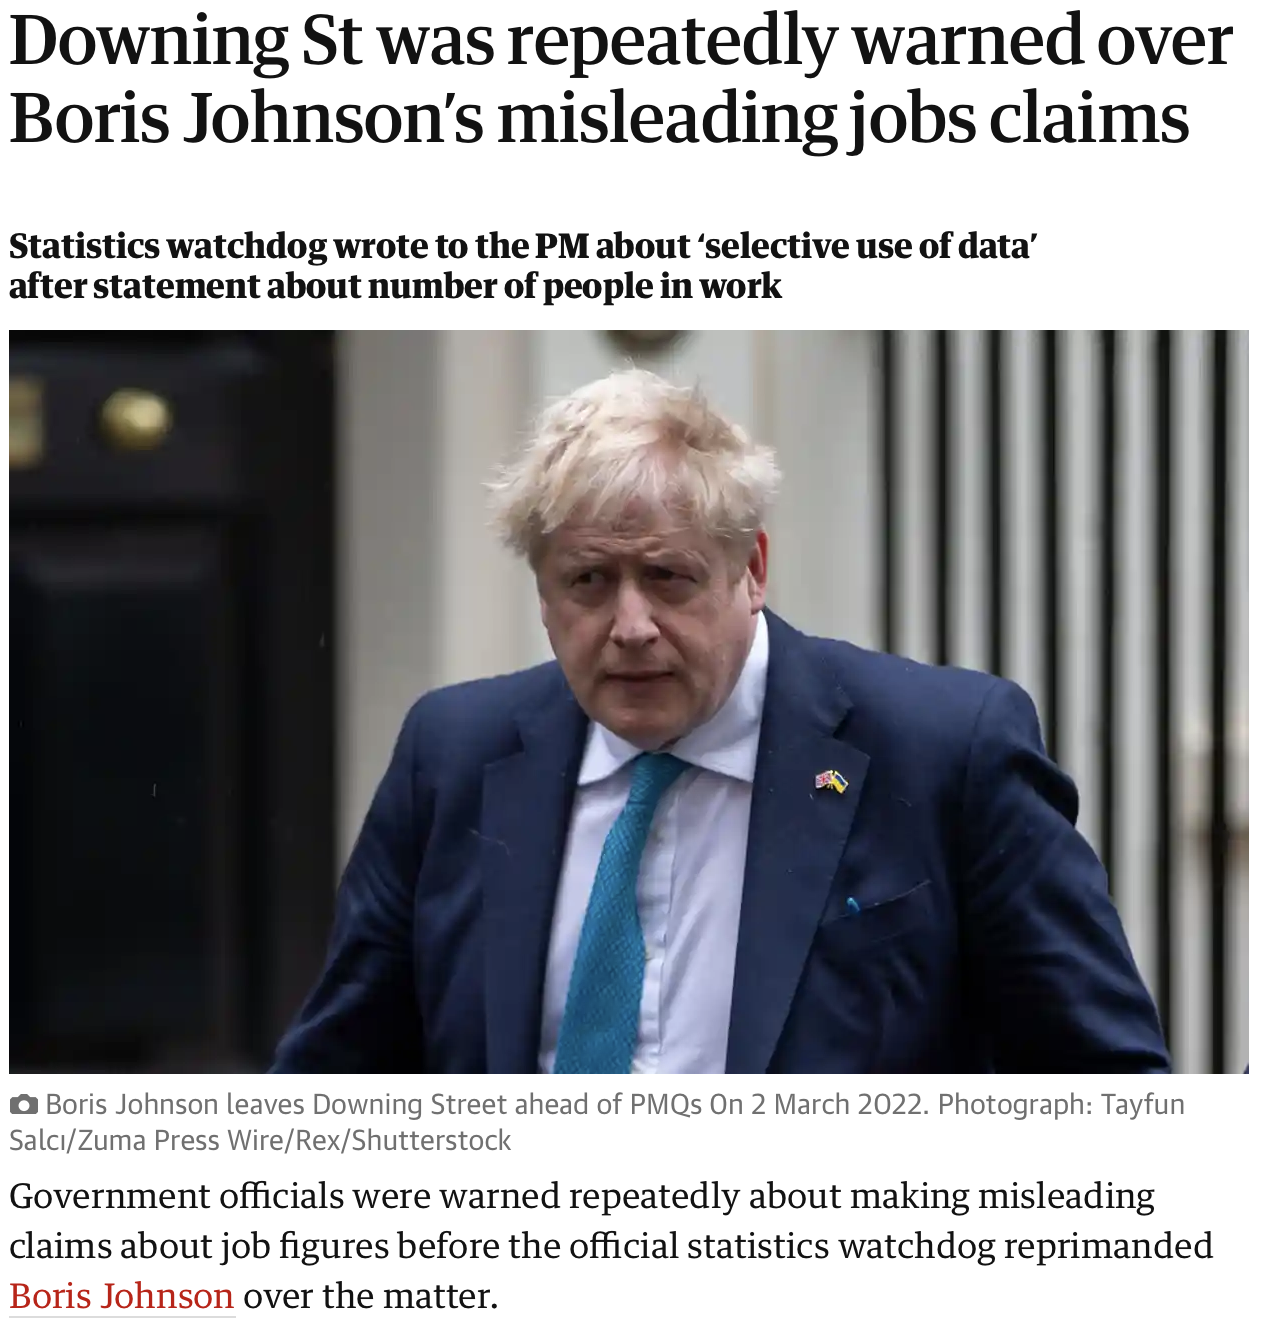 Downing St was repeatedly warned over
Boris Johnson’s misleading jobs claims
Statistics watchdog wrote to the PM about ‘selective use of data’
after statement about number of people in work
Boris Johnson leaves Downing Street ahead of PMQs On 2 March 2022. Photograph: Tayfun
Salcı/Zuma Press Wire/Rex/Shutterstock
Government officials were warned repeatedly about making misleading
claims about job figures before the official statistics watchdog reprimanded
Boris Johnson over the matter.